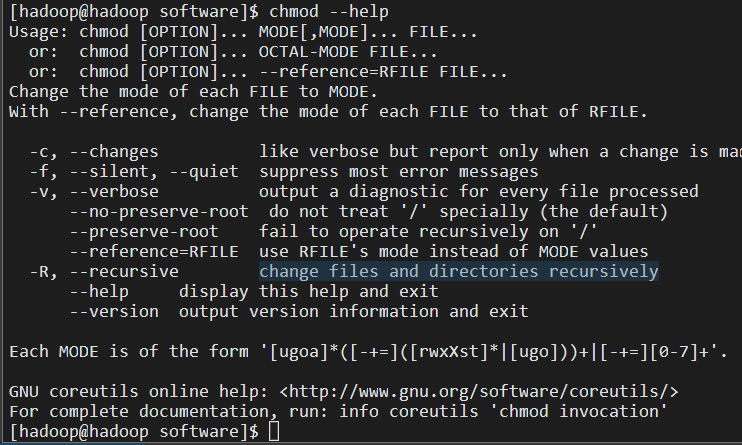 [hadoop@hadoop software]$ chmod --help
Usage: chmod [OPTION]... MODE[,MODE]... FILE...
  or:  chmod [OPTION]... OCTAL-MODE FILE...
  or:  chmod [OPTION]... --reference=RFILE FILE...
Change the mode of each FILE to MODE.
With --reference, change the mode of each FILE to that of RFILE.

  -c, --changes          like verbose but report only when a change is
  -f, --silent, --quiet  suppress most error messages
  -v, --verbose          output a diagnostic for every file processed
      --no-preserve-root  do not treat '/' specially (the default)
      --preserve-root    fail to operate recursively on '/'
      --reference=RFILE  use RFILE's mode instead of MODE values
  -R, --recursive        change files and directories recursively
      --help     display this help and exit
      --version  output version information and exit

Each MODE is of the form '[ugoa]*([-+=]([rwxXst]*|[ugo]))+|[-+=][0-7]+'.

GNU coreutils online help: <http://www.gnu.org/software/coreutils/>
For complete documentation, run: info coreutils 'chmod invocation'
[hadoop@hadoop software]$